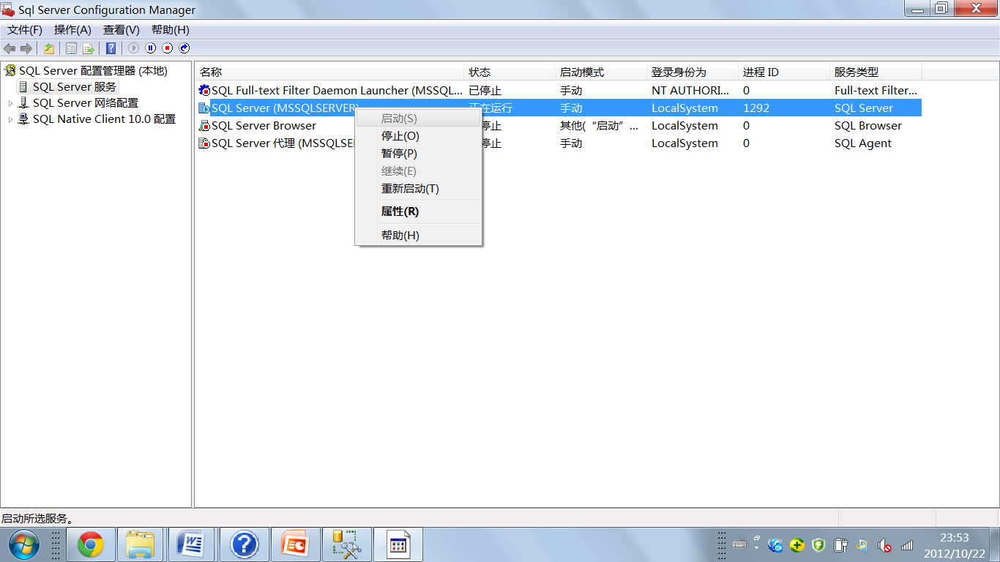 Sql Server Configuration Manager
文件(F) 操作(A) 查看(V) 帮助(H)
SQL Server 配置管理器 (本地)
SQL Server 服务
SQL Server 网络配置
SQL Native Client 10.0 配置
名称 状态 启动模式 登录身份为 进程 ID 服务类型
SQL Full-text Filter Daemon Launcher (MSSQL... 已停止 手动 NT AUTHORI... 0 Full-text Filter...
SQL Server (MSSQLSERVER) 正在运行 手动 LocalSystem 1292 SQL Server
SQL Server Browser 停止 其他(“启动”... LocalSystem 0 SQL Browser
SQL Server 代理 (MSSQLSE 停止 手动 LocalSystem 0 SQL Agent
启动(S)
停止(O)
暂停(P)
继续(E)
重新启动(T)
属性(R)
帮助(H)
启动所选服务。
23:53
2012/10/22